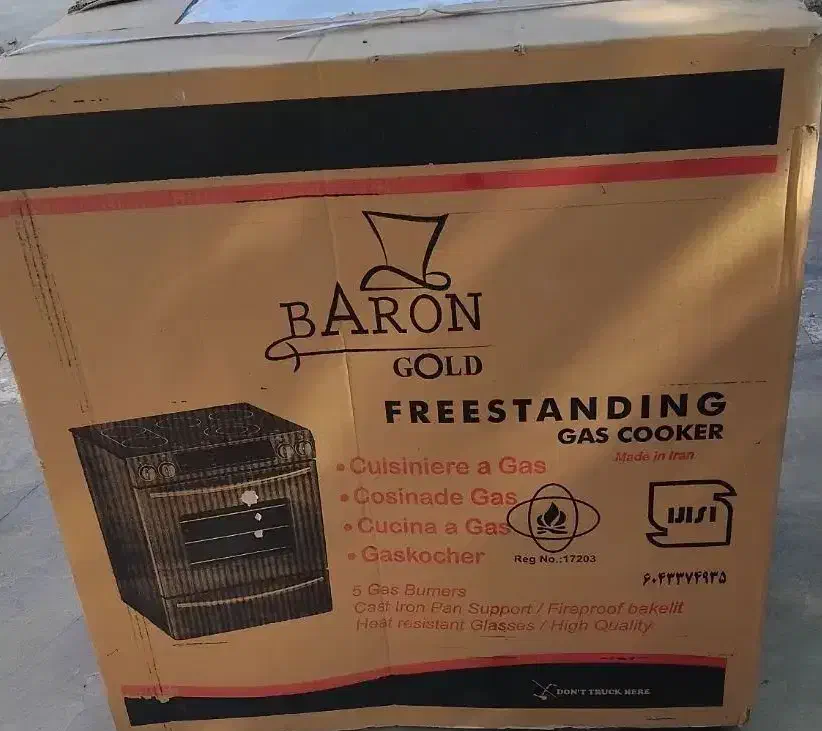 BARON
GOLD
FREESTANDING
GAS COOKER
Made in Iran
• Cuisiniere a Gas
• Cosinade Gas
• Cucina a Gas
• Gaskocher
Reg No.:17203
۶۰۴۳۳۷۴۹۳۵
5 Gas Burners
Cast Iron Pan Support / Fireproof bakelit
Heat resistant Glasses / High Quality
DON'T TRUCK HERE